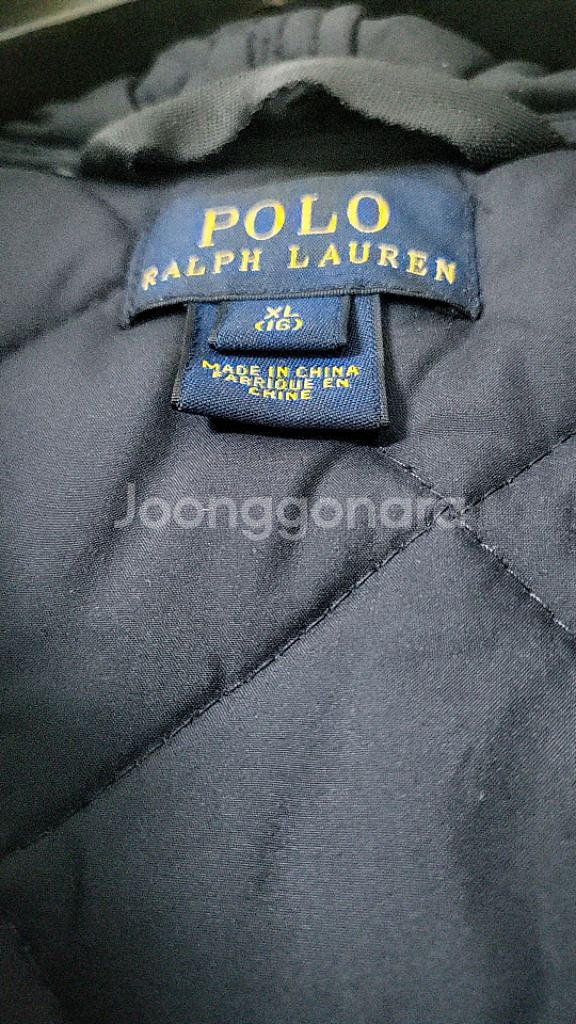 POLO
RALPH LAUREN
XL
(16)
MADE IN CHINA
FABRIQUE EN
CHINE
Joonggonara